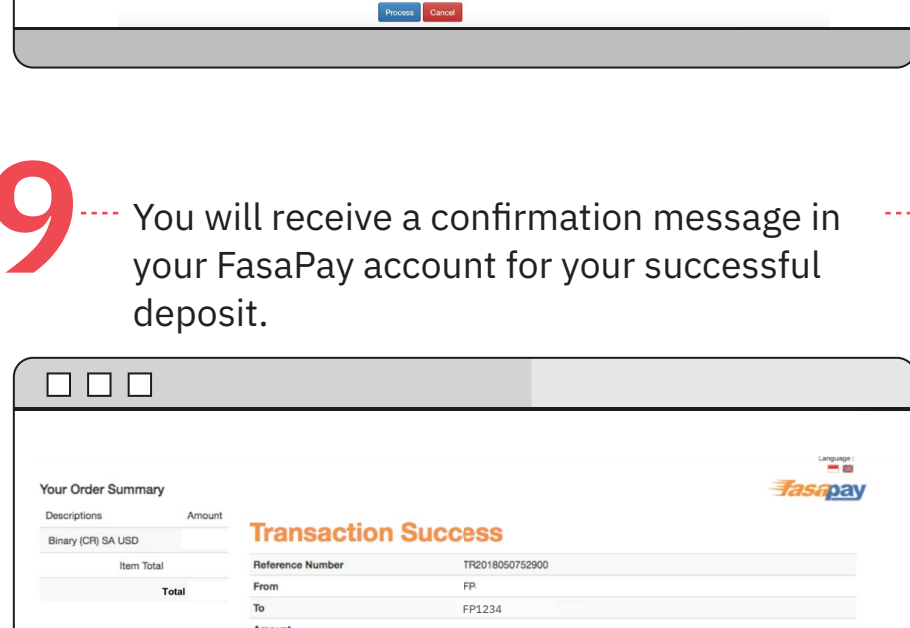 Process Cancel
9
You will receive a confirmation message in
your FasaPay account for your successful
deposit.
Language :
fasapay
Your Order Summary
Descriptions Amount
Binary (CR) SA USD
Item Total
Total
Transaction Success
Reference Number TR2018050752900
From FP
To FP1234
Amount